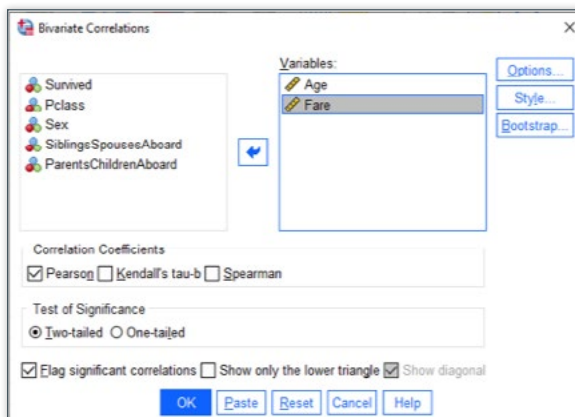 Bivariate Correlations
Variables:
Survived
Pclass
Sex
SiblingsSpousesAboard
ParentsChildrenAboard
Age
Fare
Options...
Style...
Bootstrap...
Correlation Coefficients
Pearson Kendall's tau-b Spearman
Test of Significance
Two-tailed One-tailed
Flag significant correlations Show only the lower triangle Show diagonal
OK Paste Reset Cancel Help